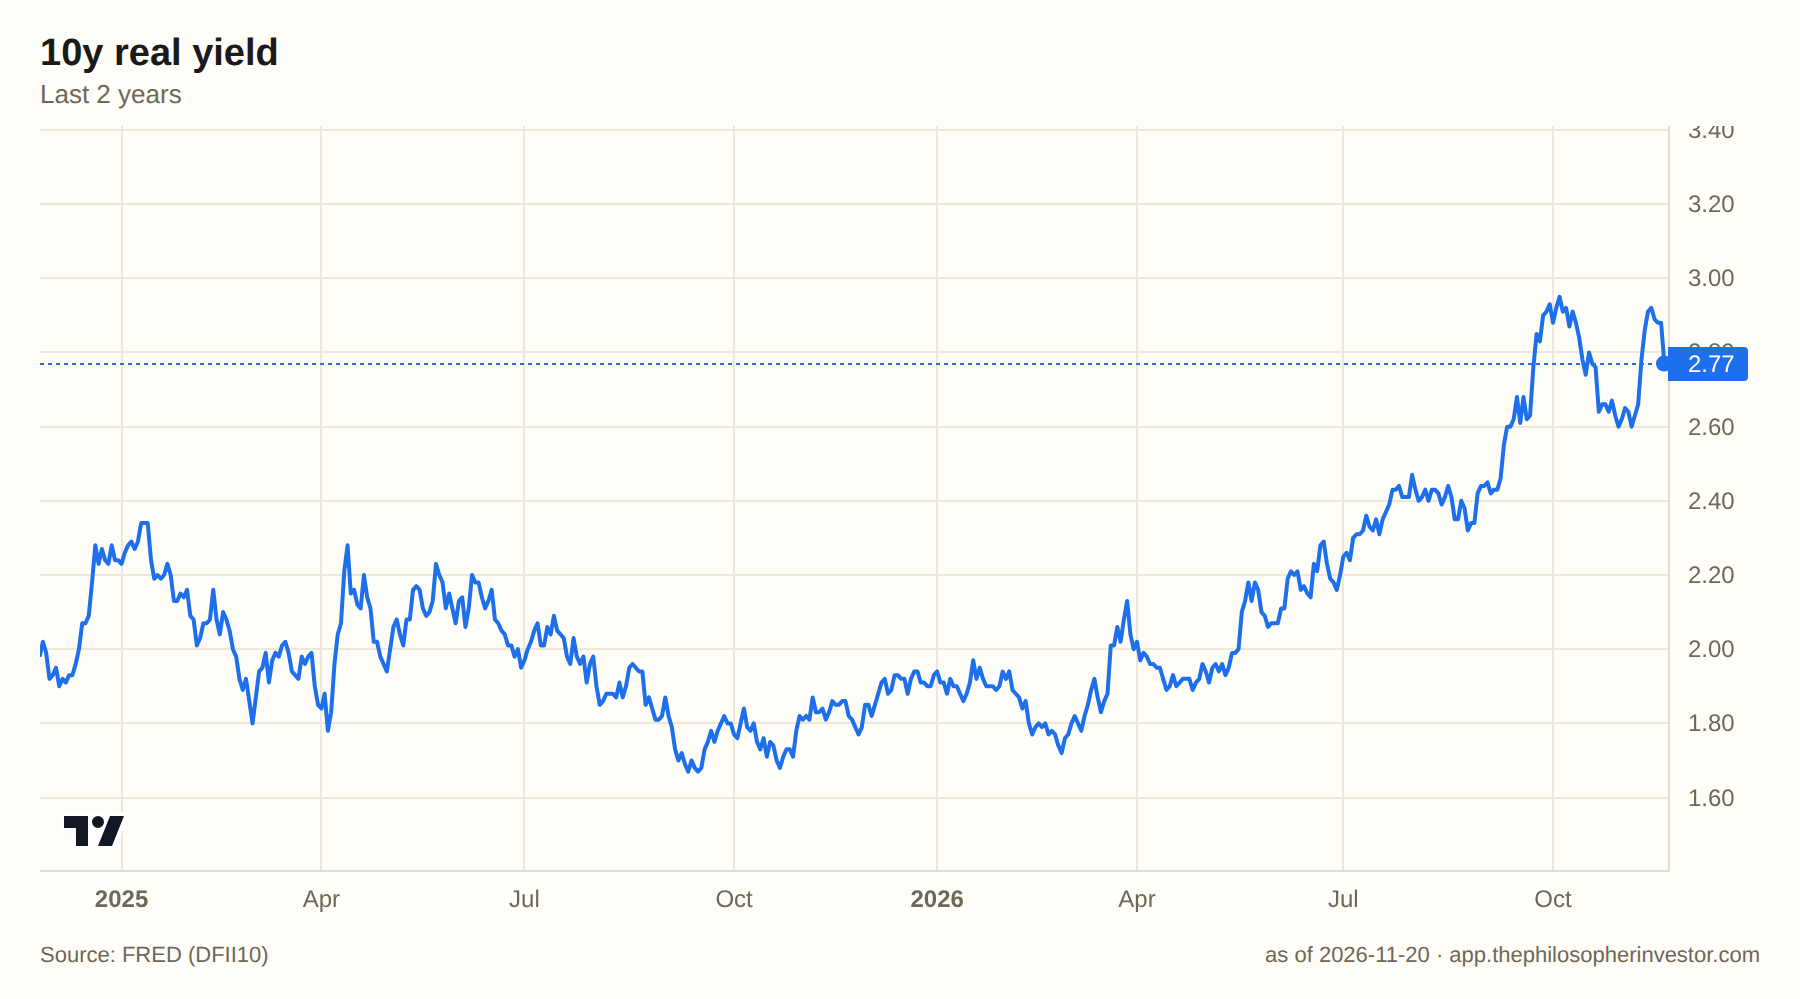 10y real yield
Last 2 years
3.40
3.20
3.00
2.77
2.60
2.40
2.20
2.00
1.80
1.60
2025 Apr Jul Oct 2026 Apr Jul Oct
Source: FRED (DFII10)
as of 2026-11-20 · app.thephilosopherinvestor.com